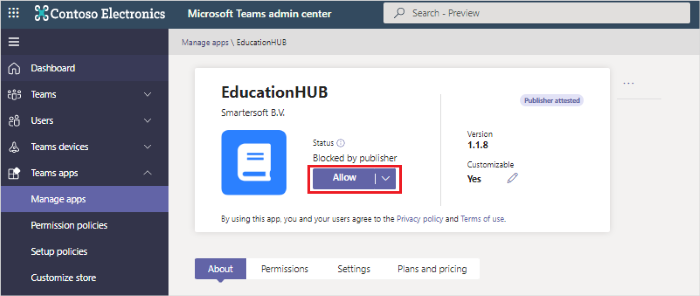 Contoso Electronics
Microsoft Teams admin center
Search - Preview
Dashboard
Teams
Users
Teams devices
Teams apps
Manage apps
Permission policies
Setup policies
Customize store
Manage apps \ EducationHUB
EducationHUB
Smartersoft B.V.
Status
Blocked by publisher
Allow
Publisher attested
Version
1.1.8
Customizable
Yes
By using this app, you and your users agree to the Privacy policy and Terms of use.
...
About
Permissions
Settings
Plans and pricing